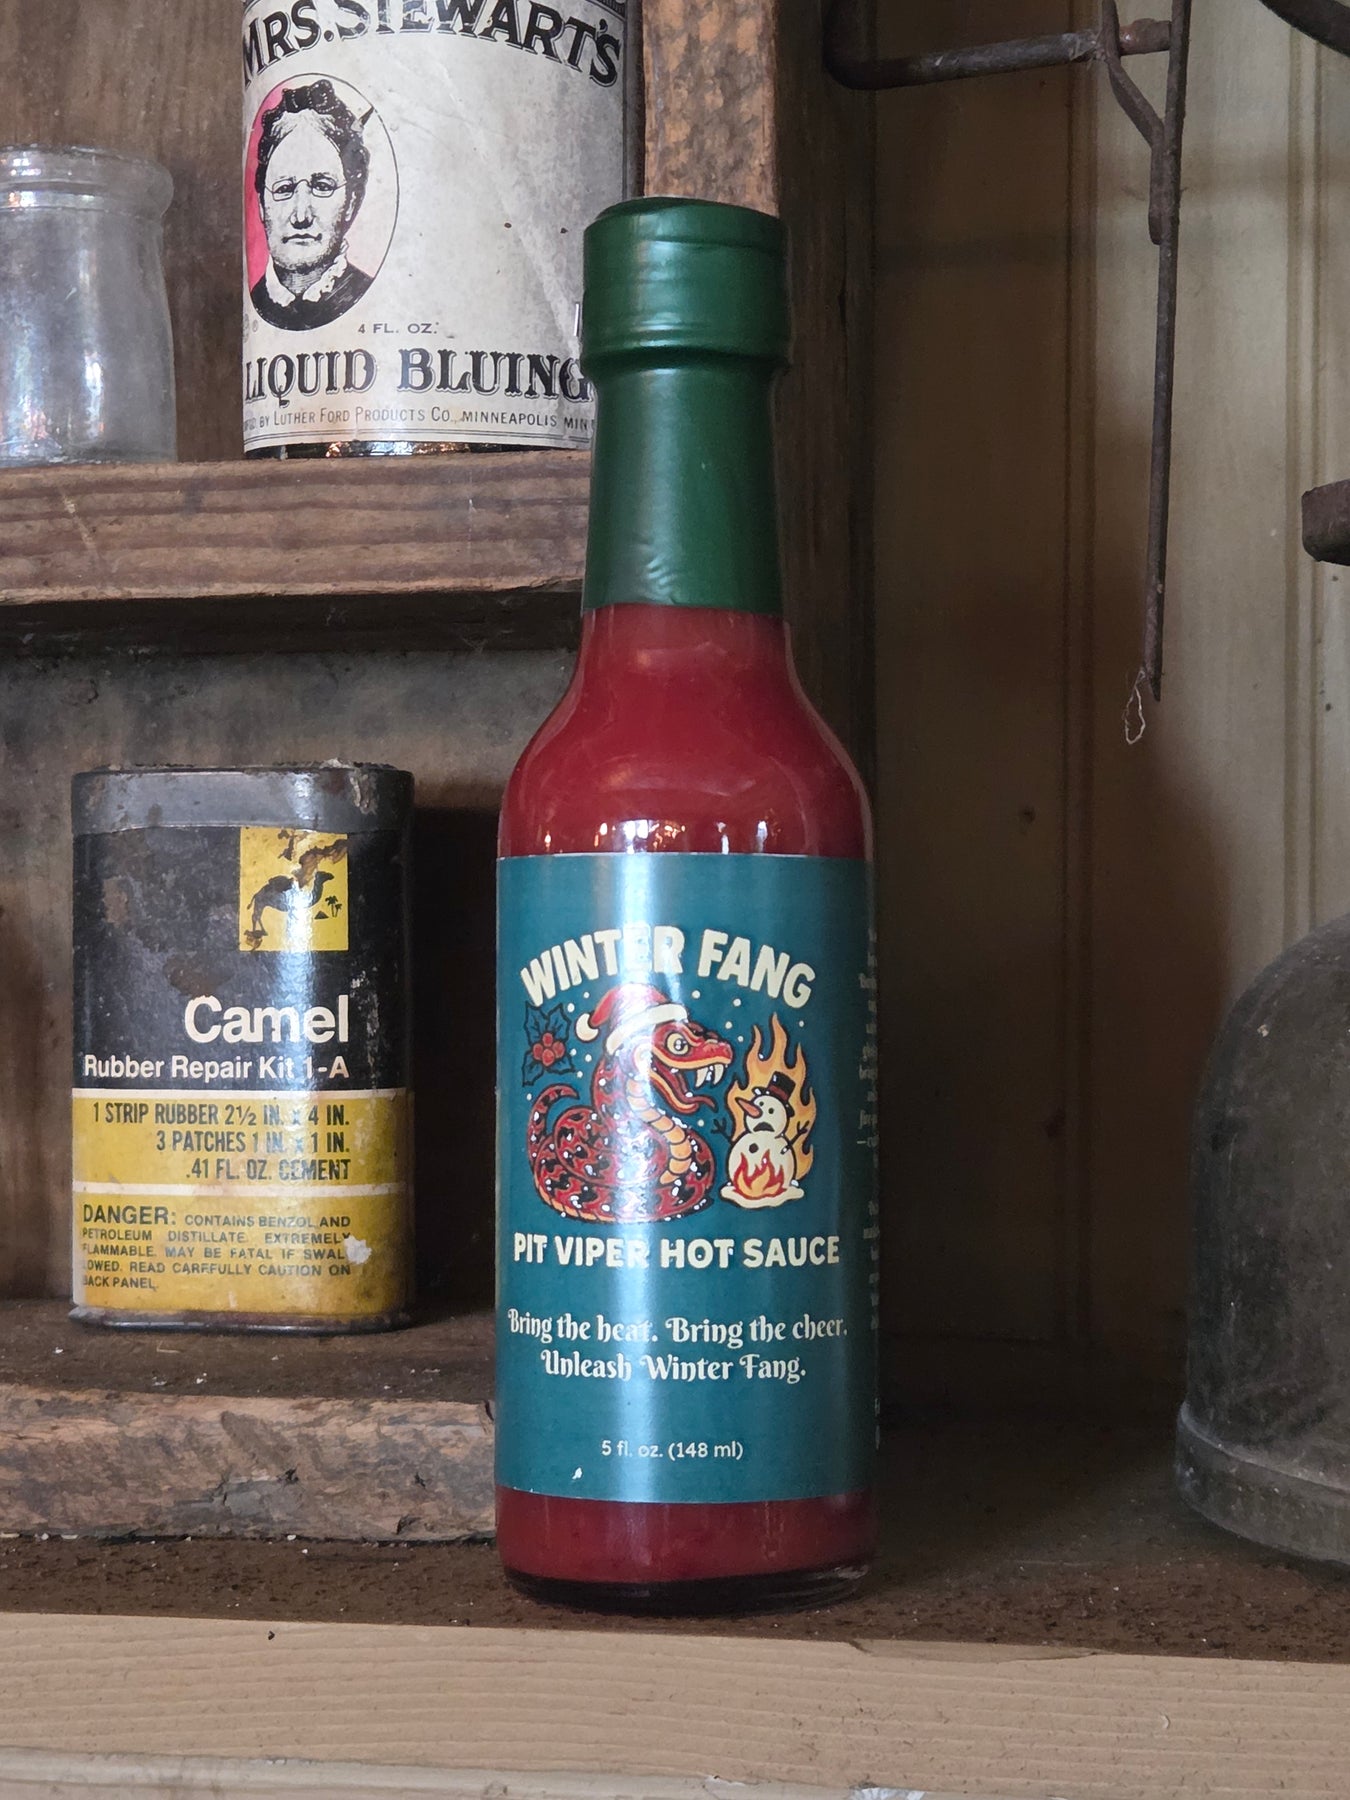 MRS. STEWART'S
4 FL. OZ.
LIQUID BLUING
BY LUTHER FORD PRODUCTS CO., MINNEAPOLIS MIN
Camel
Rubber Repair Kit 1-A
1 STRIP RUBBER 2½ IN. x 4 IN.
3 PATCHES 1 IN. x 1 IN.
.41 FL. OZ. CEMENT
DANGER: CONTAINS BENZOL AND
PETROLEUM DISTILLATE. EXTREMELY
FLAMMABLE. MAY BE FATAL IF SWAL
LOWED. READ CAREFULLY CAUTION ON
BACK PANEL
WINTER FANG
PIT VIPER HOT SAUCE
Bring the heat. Bring the cheer.
Unleash Winter Fang.
5 fl. oz. (148 ml)